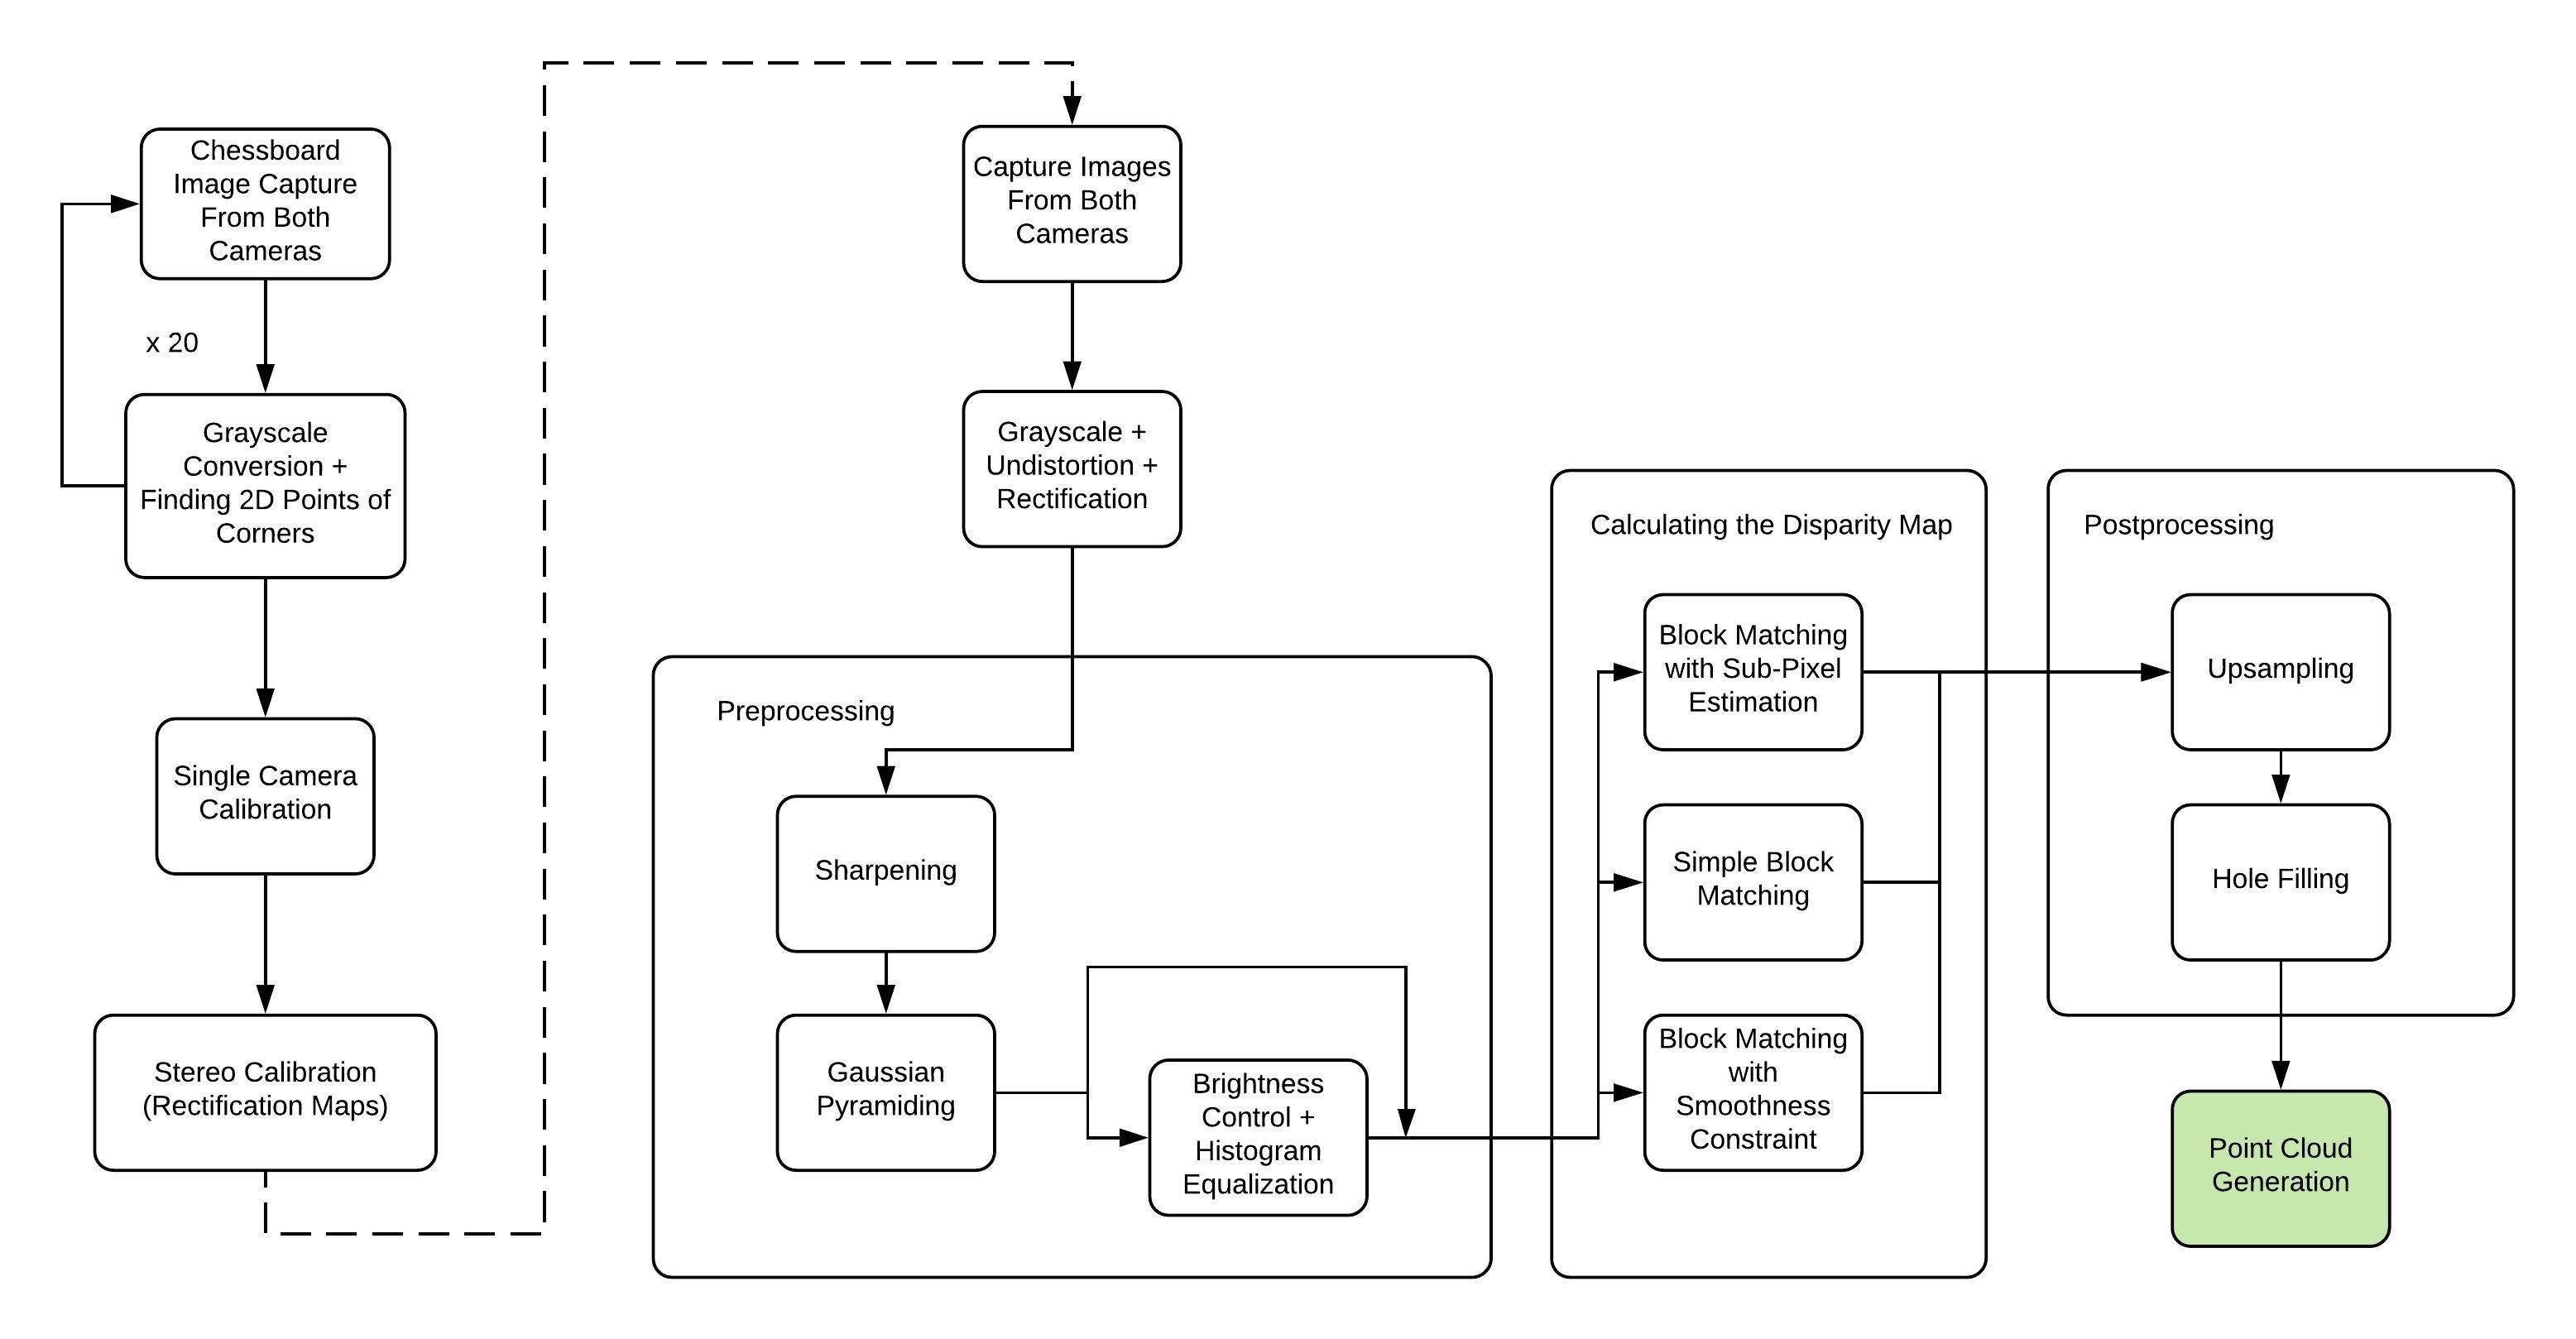 Chessboard
Image Capture
From Both
Cameras
x 20
Grayscale
Conversion +
Finding 2D Points of
Corners
Single Camera
Calibration
Stereo Calibration
(Rectification Maps)
Capture Images
From Both
Cameras
Grayscale +
Undistortion +
Rectification
Preprocessing
Sharpening
Gaussian
Pyramiding
Brightness
Control +
Histogram
Equalization
Calculating the Disparity Map
Block Matching
with Sub-Pixel
Estimation
Simple Block
Matching
Block Matching
with
Smoothness
Constraint
Postprocessing
Upsampling
Hole Filling
Point Cloud
Generation